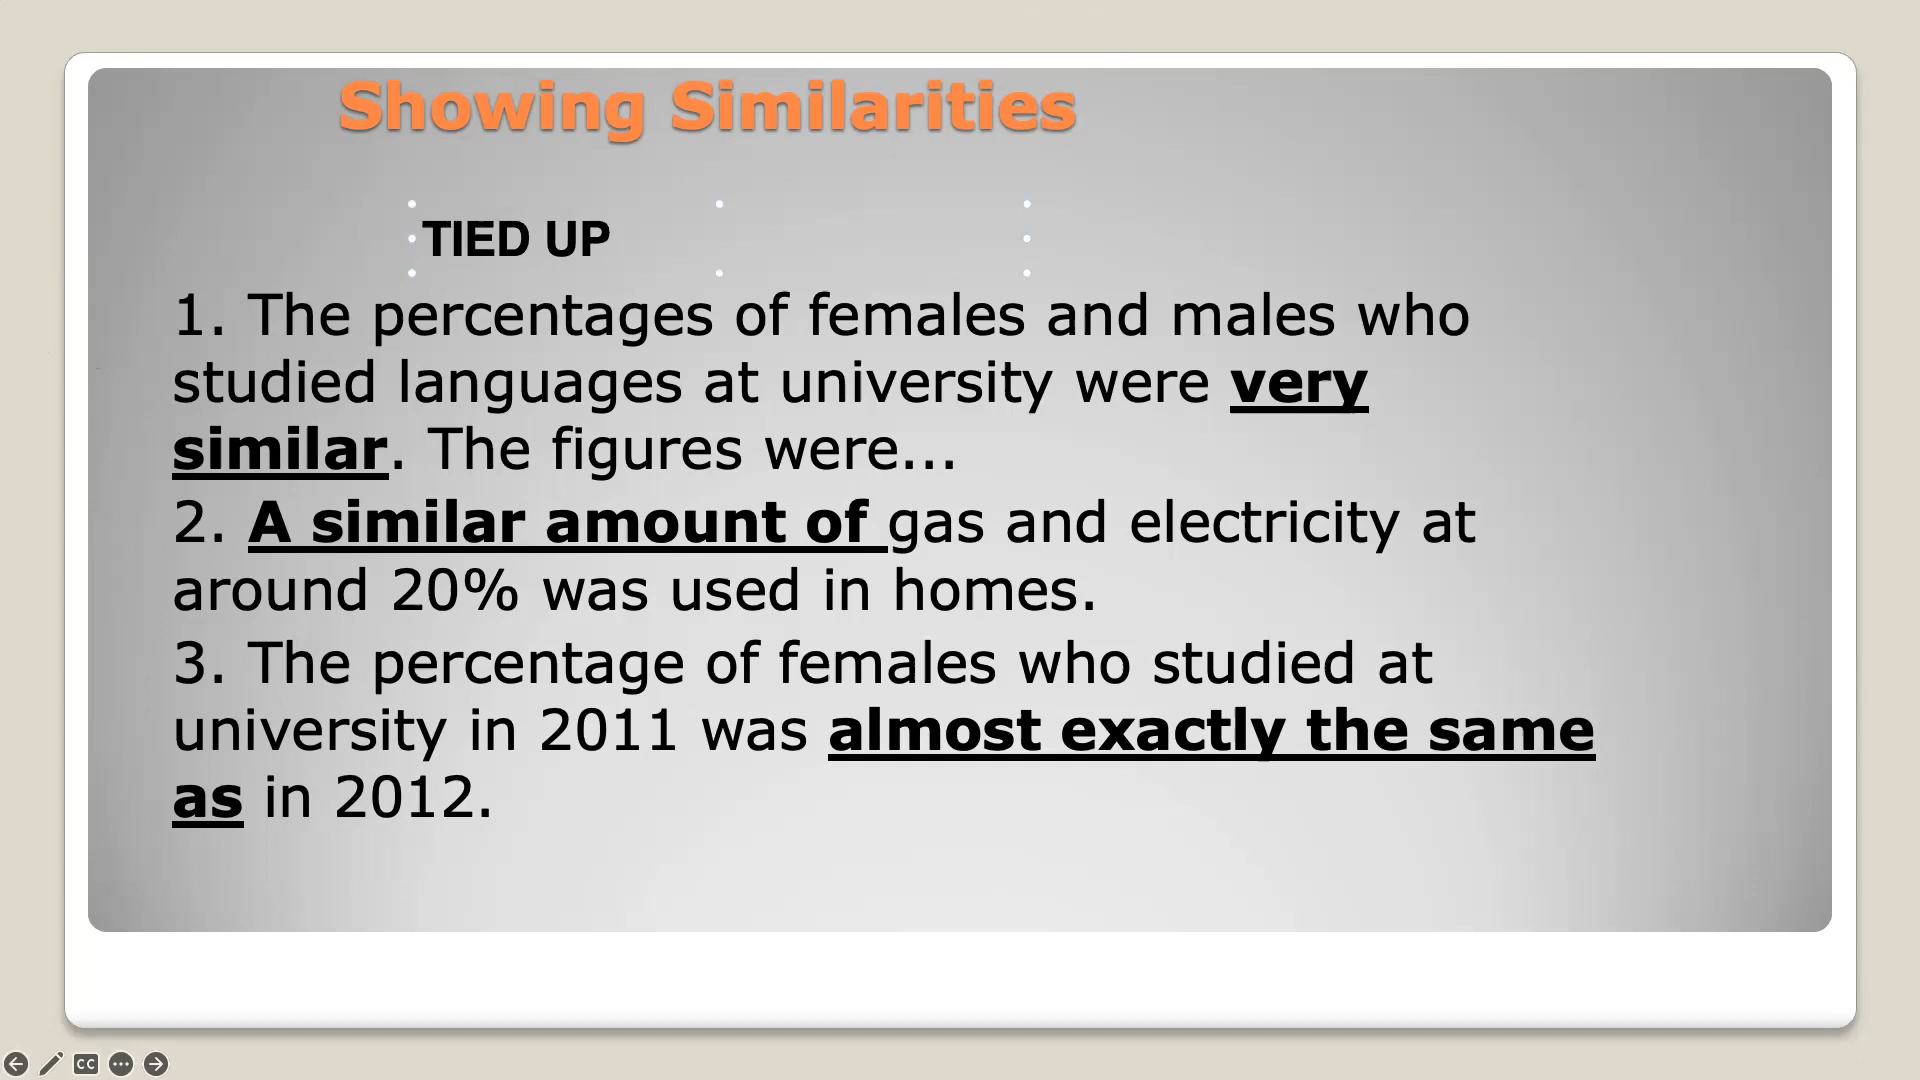 Showing Similarities
TIED UP
1. The percentages of females and males who
studied languages at university were very
similar. The figures were...
2. A similar amount of gas and electricity at
around 20% was used in homes.
3. The percentage of females who studied at
university in 2011 was almost exactly the same
as in 2012.
CC